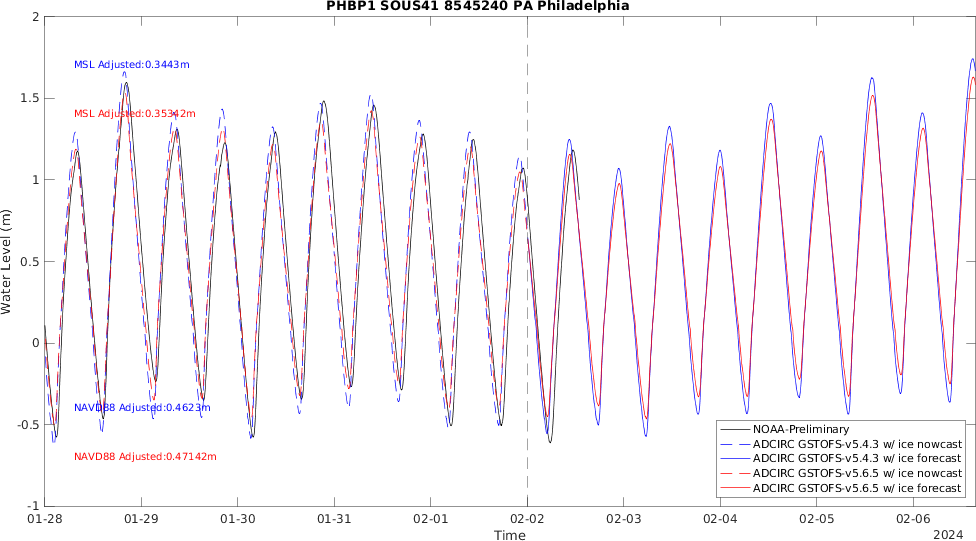 PHBP1 SOUS41 8545240 PA Philadelphia
2
1.5
1
0.5
0
-0.5
-1
Water Level (m)
MSL Adjusted:0.3443m
MSL Adjusted:0.35342m
NAVD88 Adjusted:0.4623m
NAVD88 Adjusted:0.47142m
NOAA-Preliminary
ADCIRC GSTOFS-v5.4.3 w/ ice nowcast
ADCIRC GSTOFS-v5.4.3 w/ ice forecast
ADCIRC GSTOFS-v5.6.5 w/ ice nowcast
ADCIRC GSTOFS-v5.6.5 w/ ice forecast
01-28 01-29 01-30 01-31 02-01 02-02 02-03 02-04 02-05 02-06
Time
2024